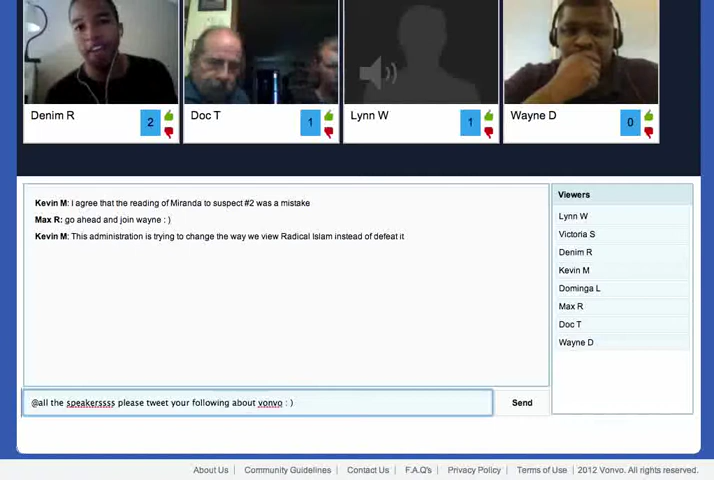 Denim R
2
Doc T
1
Lynn W
1
Wayne D
0
Kevin M: I agree that the reading of Miranda to suspect #2 was a mistake
Max R: go ahead and join wayne : )
Kevin M: This administration is trying to change the way we view Radical Islam instead of defeat it
Viewers
Lynn W
Victoria S
Denim R
Kevin M
Dominga L
Max R
Doc T
Wayne D
@all the speakerssss please tweet your following about vonvo : )
Send
About Us | Community Guidelines | Contact Us | F.A.Q's | Privacy Policy | Terms of Use | 2012 Vonvo. All rights reserved.